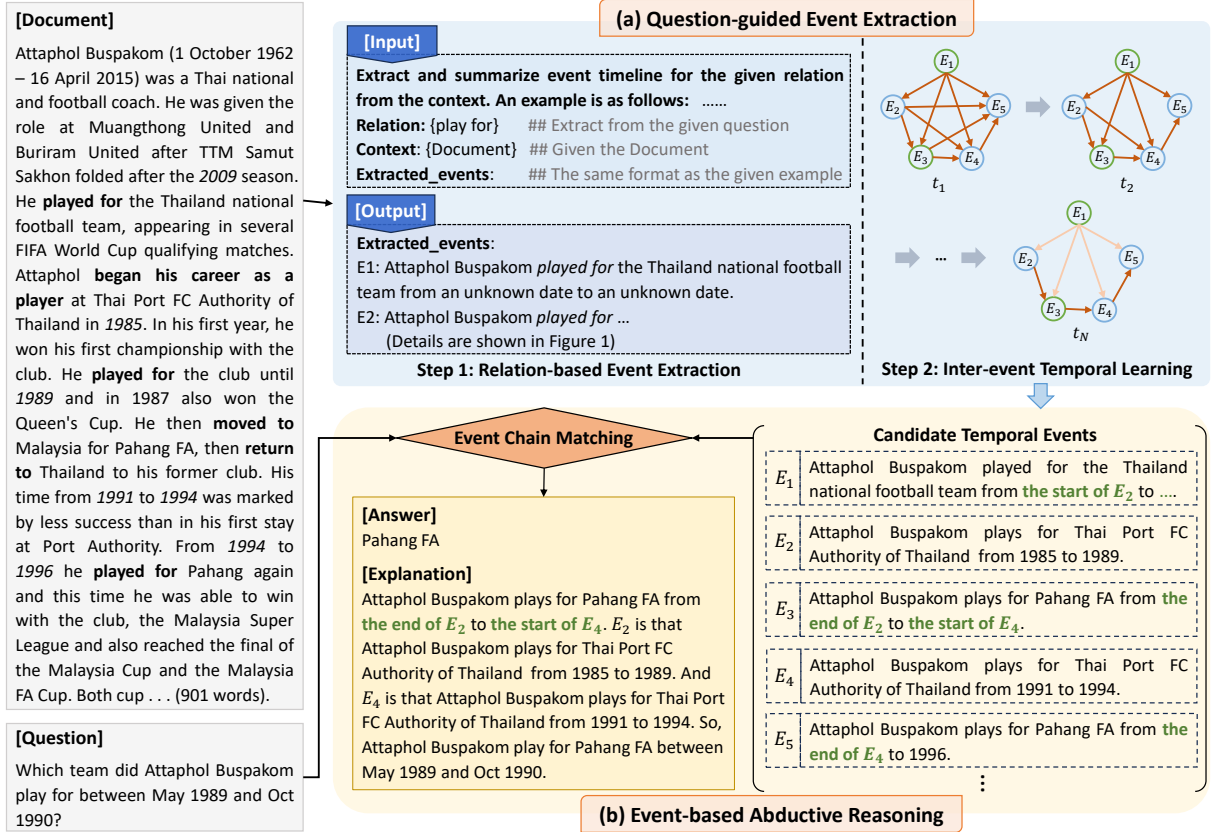 [Document]
Attaphol Buspakom (1 October 1962
– 16 April 2015) was a Thai national
and football coach. He was given the
role at Muangthong United and
Buriram United after TTM Samut
Sakhon folded after the 2009 season.
He played for the Thailand national
football team, appearing in several
FIFA World Cup qualifying matches.
Attaphol began his career as a
player at Thai Port FC Authority of
Thailand in 1985. In his first year, he
won his first championship with the
club. He played for the club until
1989 and in 1987 also won the
Queen's Cup. He then moved to
Malaysia for Pahang FA, then return
to Thailand to his former club. His
time from 1991 to 1994 was marked
by less success than in his first stay
at Port Authority. From 1994 to
1996 he played for Pahang again
and this time he was able to win
with the club, the Malaysia Super
League and also reached the final of
the Malaysia Cup and the Malaysia
FA Cup. Both cup . . . (901 words).
[Question]
Which team did Attaphol Buspakom
play for between May 1989 and Oct
1990?
(a) Question-guided Event Extraction
[Input]
Extract and summarize event timeline for the given relation
from the context. An example is as follows: ......
Relation: {play for} ## Extract from the given question
Context: {Document} ## Given the Document
Extracted_events: ## The same format as the given example
[Output]
Extracted_events:
E1: Attaphol Buspakom played for the Thailand national football
team from an unknown date to an unknown date.
E2: Attaphol Buspakom played for ...
(Details are shown in Figure 1)
Step 1: Relation-based Event Extraction
E1
E2
E5
E3
E4
t1
E1
E2
E5
E3
E4
t2
...
E1
E2
E5
E3
E4
tN
Step 2: Inter-event Temporal Learning
Event Chain Matching
[Answer]
Pahang FA
[Explanation]
Attaphol Buspakom plays for Pahang FA from
the end of E2 to the start of E4. E2 is that
Attaphol Buspakom plays for Thai Port FC
Authority of Thailand from 1985 to 1989. And
E4 is that Attaphol Buspakom plays for Thai Port
FC Authority of Thailand from 1991 to 1994. So,
Attaphol Buspakom play for Pahang FA between
May 1989 and Oct 1990.
Candidate Temporal Events
E1
Attaphol Buspakom played for the Thailand
national football team from the start of E2 to ....
E2
Attaphol Buspakom plays for Thai Port FC
Authority of Thailand from 1985 to 1989.
E3
Attaphol Buspakom plays for Pahang FA from the
end of E2 to the start of E4.
E4
Attaphol Buspakom plays for Thai Port FC
Authority of Thailand from 1991 to 1994.
E5
Attaphol Buspakom plays for Pahang FA from the
end of E4 to 1996.
⋮
(b) Event-based Abductive Reasoning